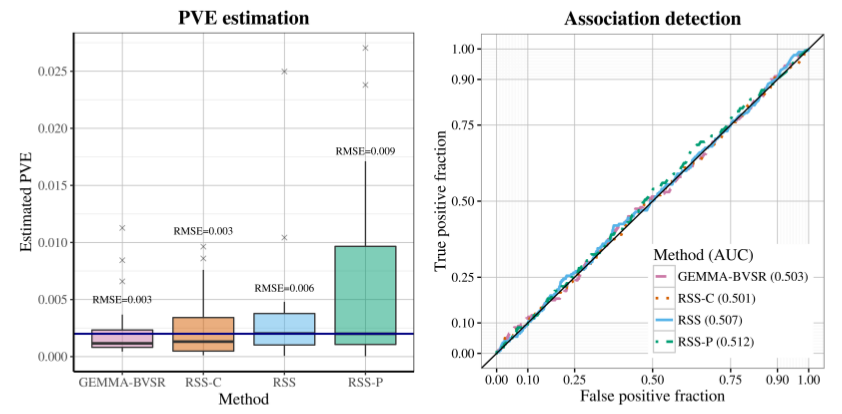 PVE estimation
Estimated PVE
0.025
0.020
0.015
0.010
0.005
0.000
RMSE=0.003
RMSE=0.003
RMSE=0.006
RMSE=0.009
GEMMA-BVSR RSS-C RSS RSS-P
Method
Association detection
True positive fraction
1.00
0.90
0.75
0.50
0.25
0.10
0.00
Method (AUC)
GEMMA-BVSR (0.503)
RSS-C (0.501)
RSS (0.507)
RSS-P (0.512)
0.00 0.10 0.25 0.50 0.75 0.90 1.00
False positive fraction